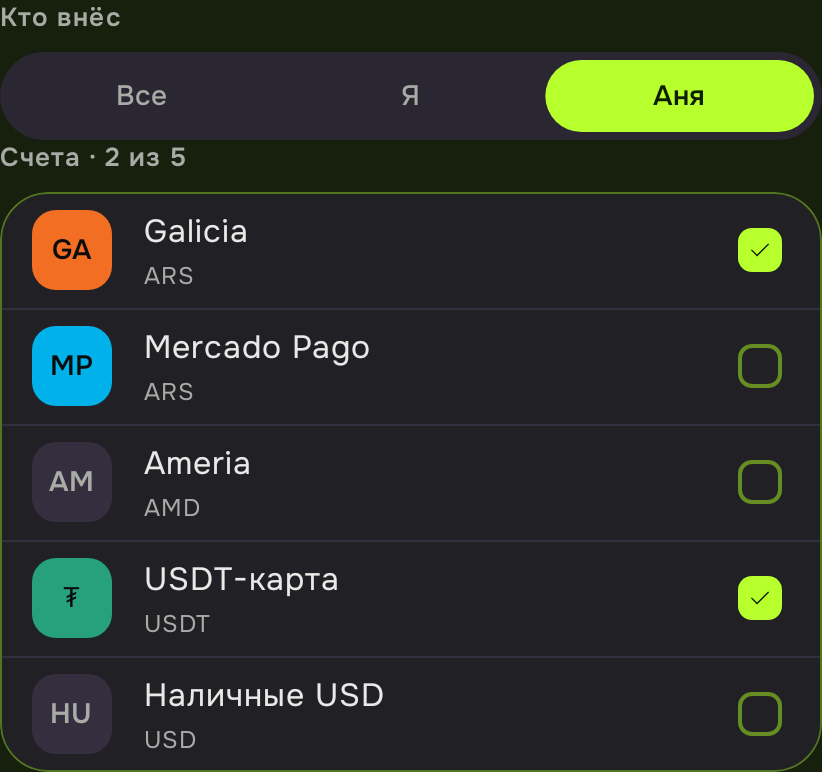 Кто внёс
Все
Я
Аня
Счета · 2 из 5
GA
Galicia
ARS
MP
Mercado Pago
ARS
AM
Ameria
AMD
₮
USDT-карта
USDT
HU
Наличные USD
USD